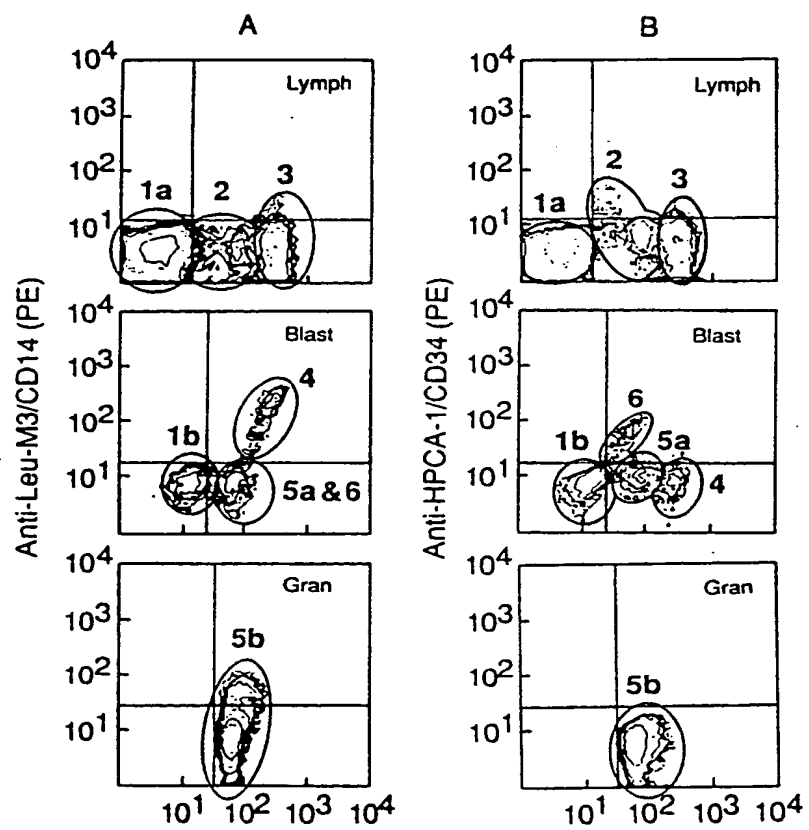 A
Anti-Leu-M3/CD14 (PE)
10⁴
Lymph
10³
10²
1a 2 3
10¹
10⁴
Blast
10³
4
10²
1b
10¹
5a & 6
10⁴
Gran
10³
5b
10²
10¹
10¹ 10² 10³ 10⁴
B
Anti-HPCA-1/CD34 (PE)
10⁴
Lymph
10³
10²
2
1a 3
10¹
10⁴
Blast
10³
10²
6
1b 5a
10¹
4
10⁴
Gran
10³
10²
5b
10¹
10¹ 10² 10³ 10⁴